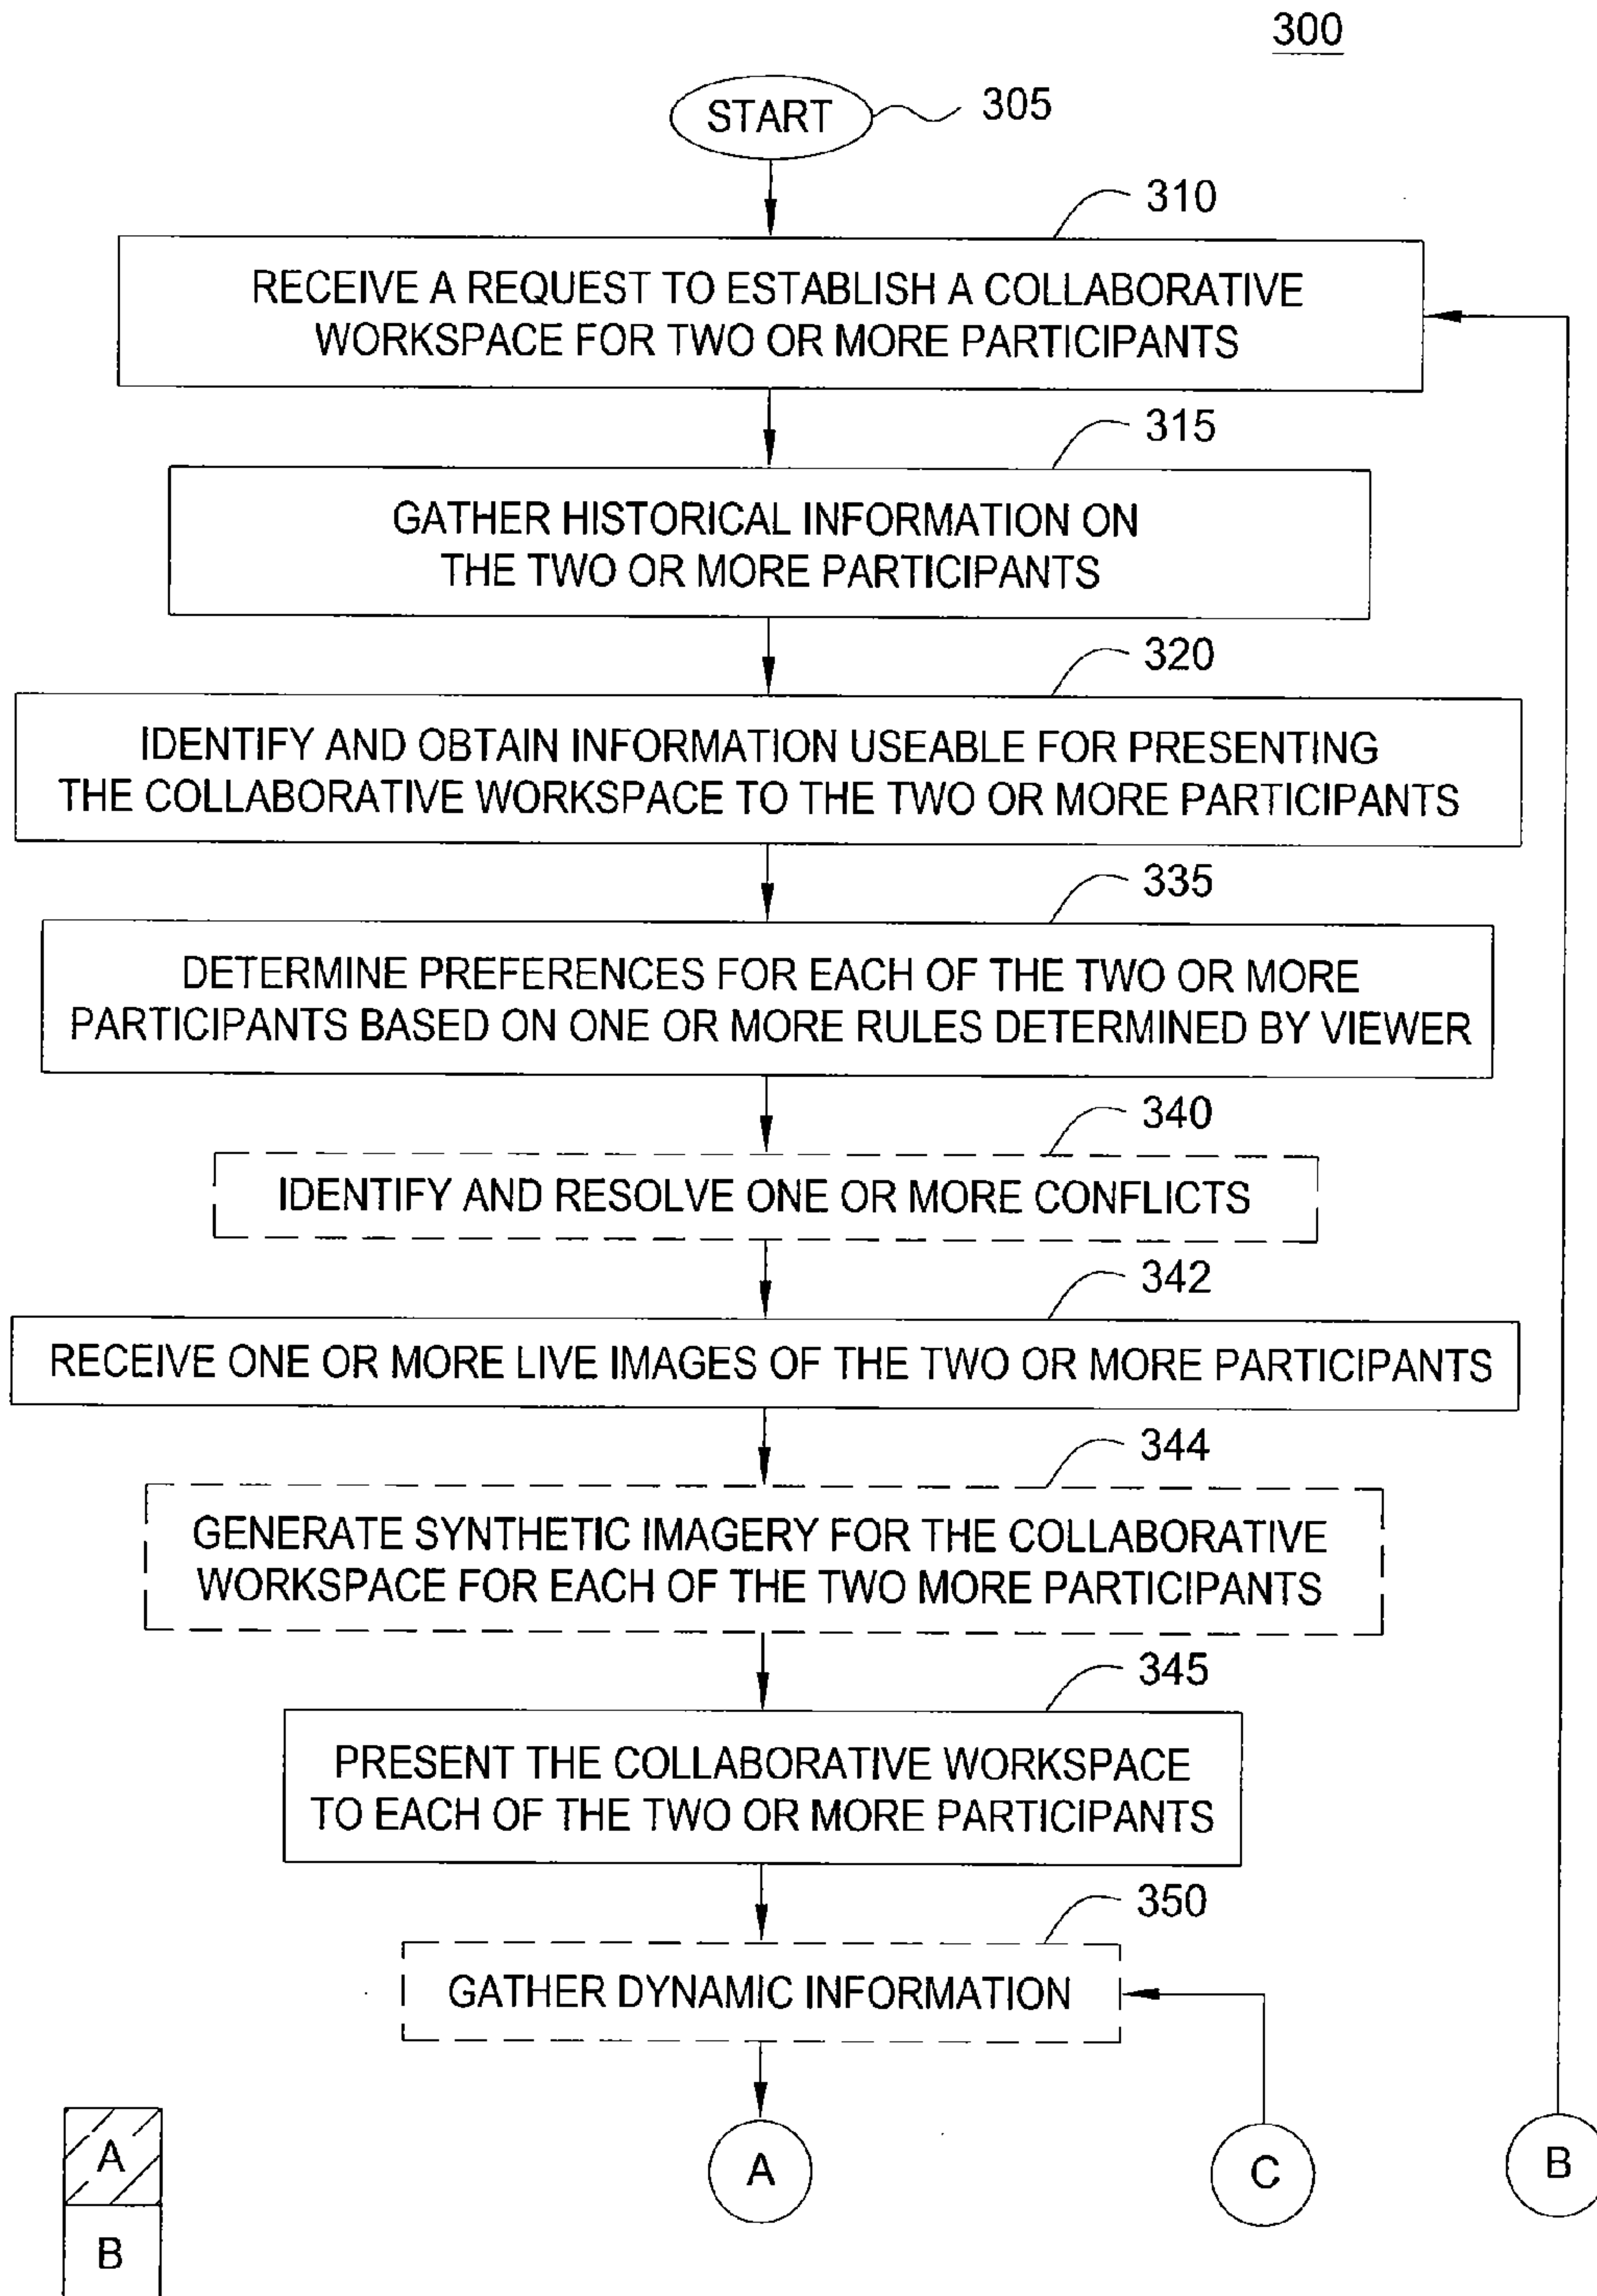 300
START
305
310
RECEIVE A REQUEST TO ESTABLISH A COLLABORATIVE
WORKSPACE FOR TWO OR MORE PARTICIPANTS
315
GATHER HISTORICAL INFORMATION ON
THE TWO OR MORE PARTICIPANTS
320
IDENTIFY AND OBTAIN INFORMATION USEABLE FOR PRESENTING
THE COLLABORATIVE WORKSPACE TO THE TWO OR MORE PARTICIPANTS
335
DETERMINE PREFERENCES FOR EACH OF THE TWO OR MORE
PARTICIPANTS BASED ON ONE OR MORE RULES DETERMINED BY VIEWER
340
IDENTIFY AND RESOLVE ONE OR MORE CONFLICTS
342
RECEIVE ONE OR MORE LIVE IMAGES OF THE TWO OR MORE PARTICIPANTS
344
GENERATE SYNTHETIC IMAGERY FOR THE COLLABORATIVE
WORKSPACE FOR EACH OF THE TWO MORE PARTICIPANTS
345
PRESENT THE COLLABORATIVE WORKSPACE
TO EACH OF THE TWO OR MORE PARTICIPANTS
350
GATHER DYNAMIC INFORMATION
A
A
C
B
B